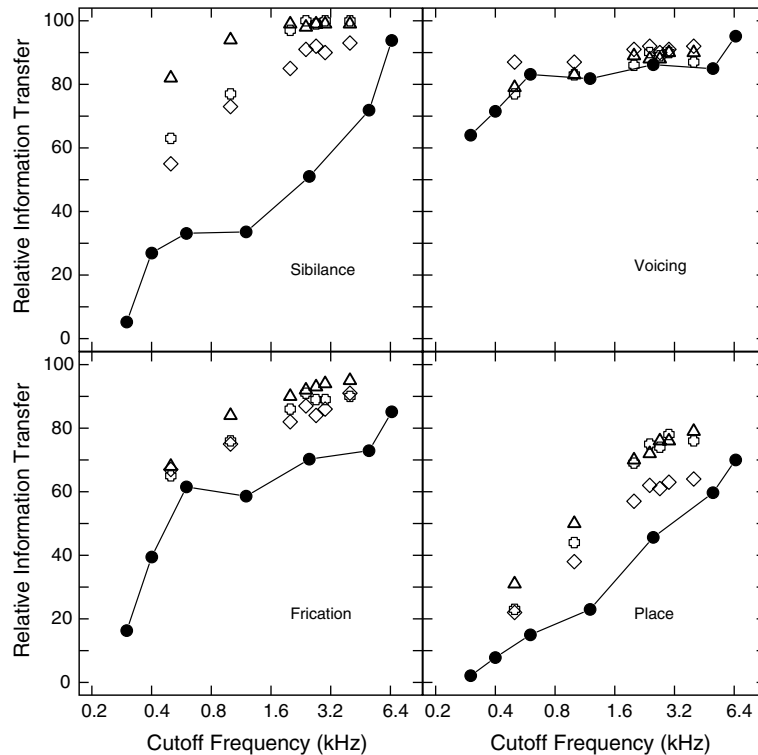 100
80
60
40
20
0
Relative Information Transfer
Sibilance
Voicing
100
80
60
40
20
0
Relative Information Transfer
Frication
Place
0.2 0.4 0.8 1.6 3.2 6.4
0.2 0.4 0.8 1.6 3.2 6.4
Cutoff Frequency (kHz)
Cutoff Frequency (kHz)